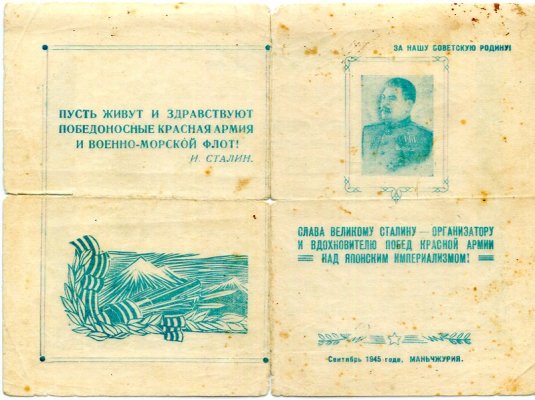 ПУСТЬ ЖИВУТ И ЗДРАВСТВУЮТ
ПОБЕДОНОСНЫЕ КРАСНАЯ АРМИЯ
И ВОЕННО-МОРСКОЙ ФЛОТ!
И. СТАЛИН.
ЗА НАШУ СОВЕТСКУЮ РОДИНУ!
СЛАВА ВЕЛИКОМУ СТАЛИНУ — ОРГАНИЗАТОРУ
И ВДОХНОВИТЕЛЮ ПОБЕД КРАСНОЙ АРМИИ
НАД ЯПОНСКИМ ИМПЕРИАЛИЗМОМ!
Сентябрь 1945 года, МАНЬЧЖУРИЯ.